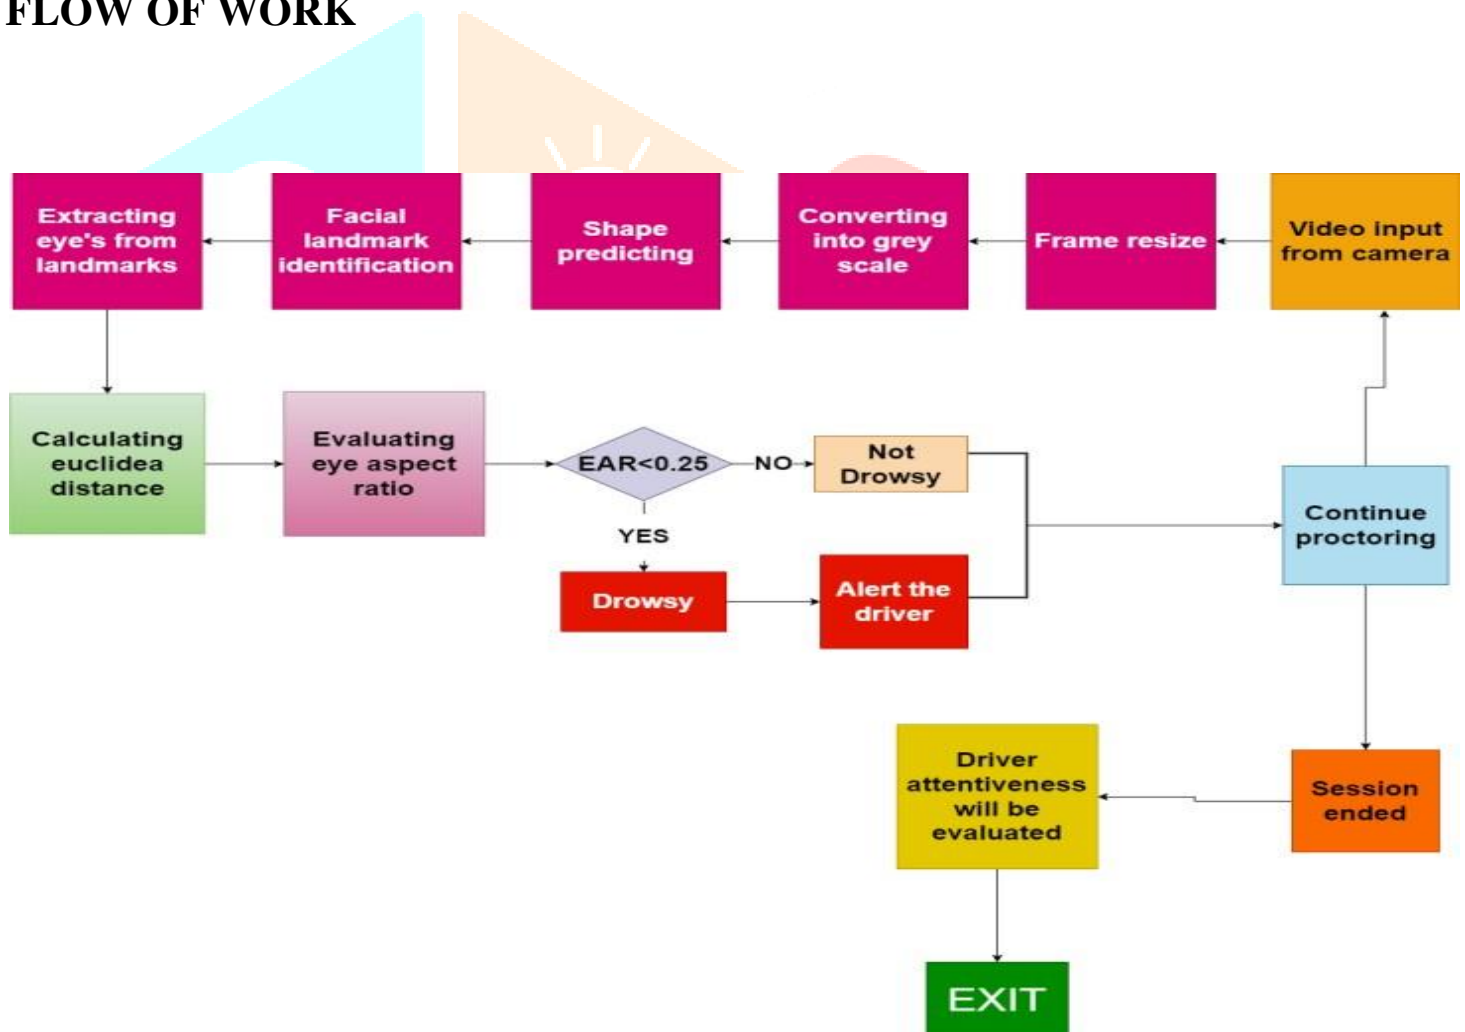 FLOW OF WORK
Extracting
eye's from
landmarks
Facial
landmark
identification
Shape
predicting
Converting
into grey
scale
Frame resize
Video input
from camera
Calculating
euclidea
distance
Evaluating
eye aspect
ratio
EAR<0.25
NO
Not
Drowsy
YES
Drowsy
Alert the
driver
Continue
proctoring
Driver
attentiveness
will be
evaluated
Session
ended
EXIT